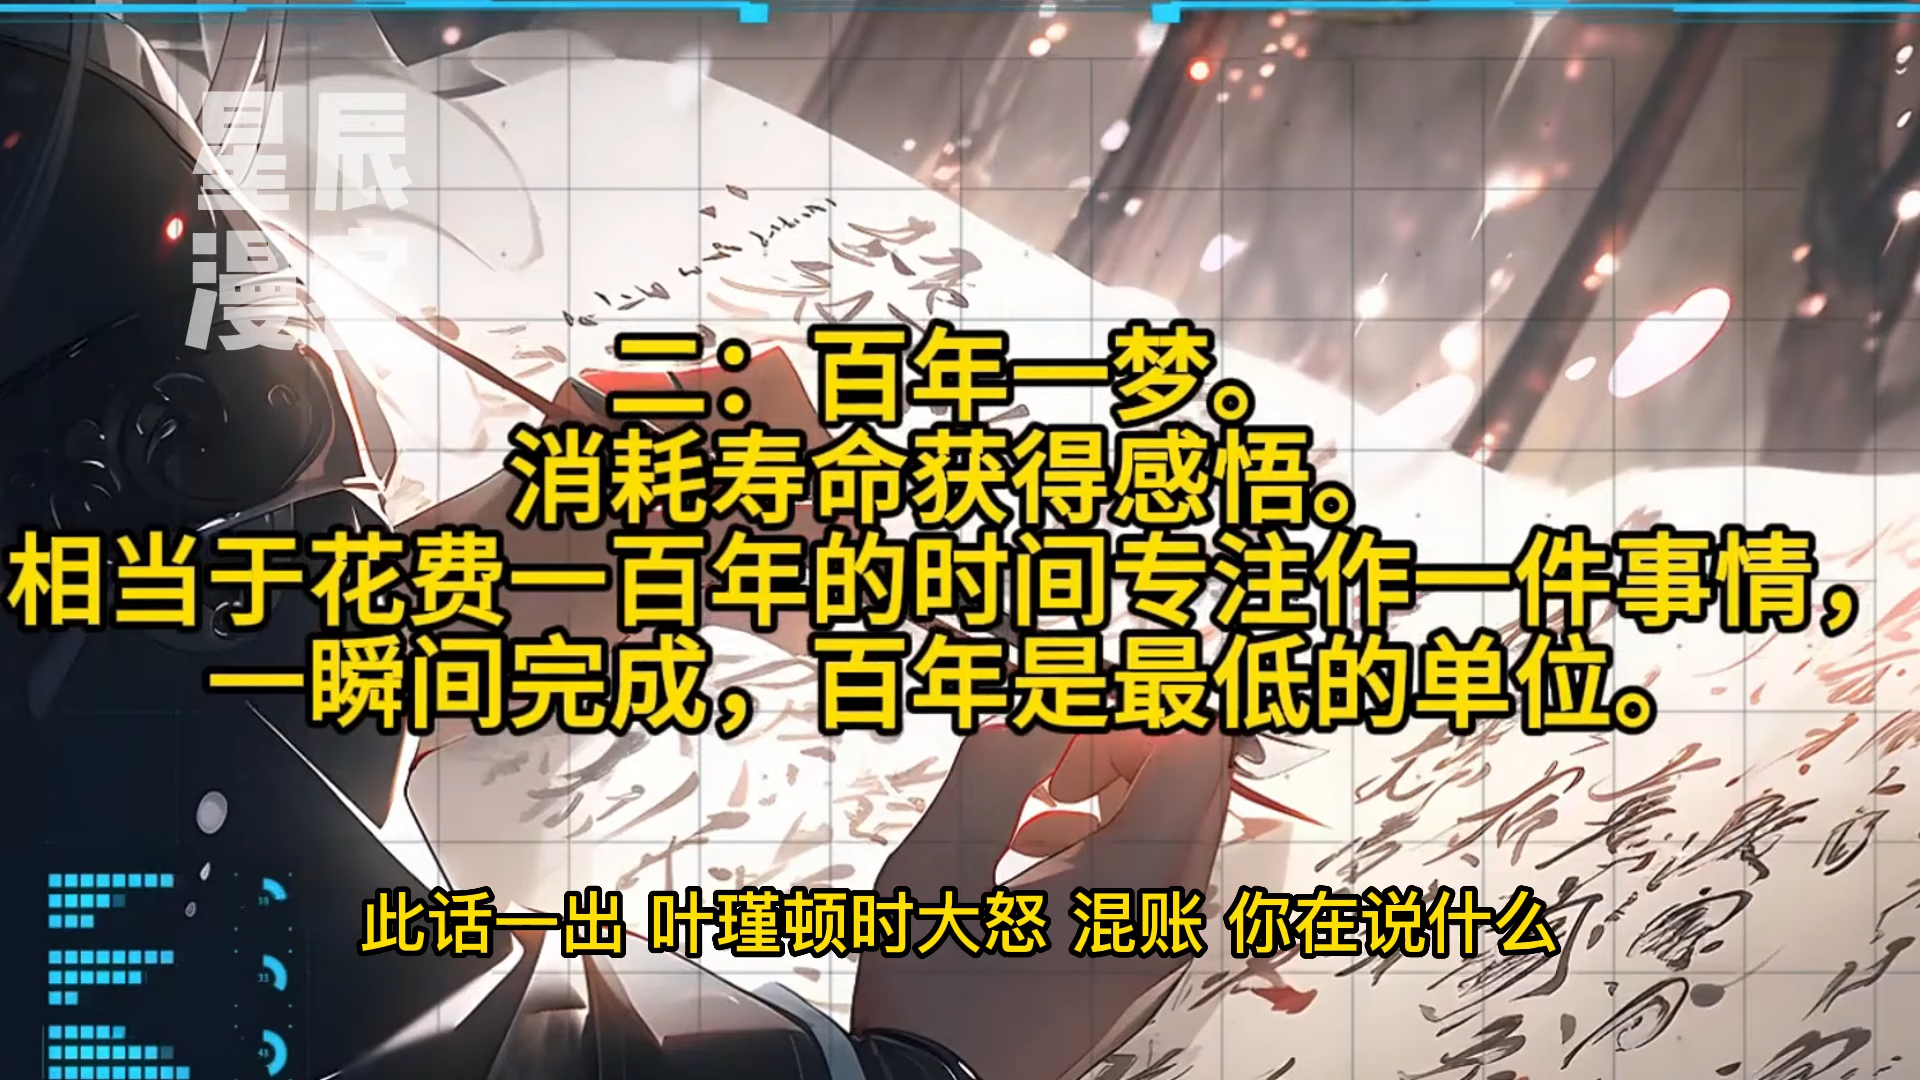 星辰
漫
二：百年一梦。
消耗寿命获得感悟。
相当于花费一百年的时间专注作一件事情，
一瞬间完成，百年是最低的单位。
此话一出 叶瑾顿时大怒 混账 你在说什么